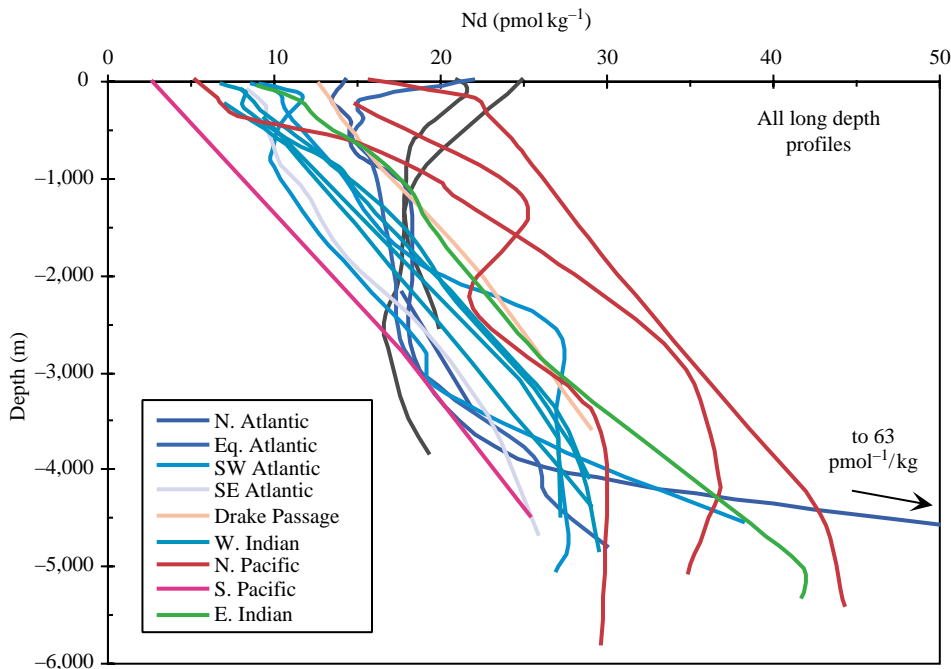 Nd (pmol kg⁻¹)
0 10 20 30 40 50
0
–1,000
–2,000
–3,000
–4,000
–5,000
–6,000
Depth (m)
All long depth
profiles
to 63
pmol⁻¹/kg
N. Atlantic
Eq. Atlantic
SW Atlantic
SE Atlantic
Drake Passage
W. Indian
N. Pacific
S. Pacific
E. Indian